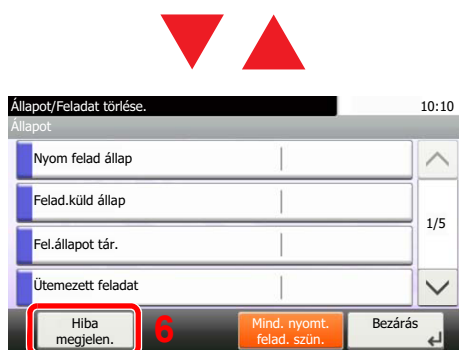 Állapot/Feladat törlése.
10:10
Állapot
Nyom felad állap
Felad.küld állap
1/5
Fel.állapot tár.
Ütemezett feladat
Hiba
megjelen.
6
Mind. nyomt.
felad. szün.
Bezárás